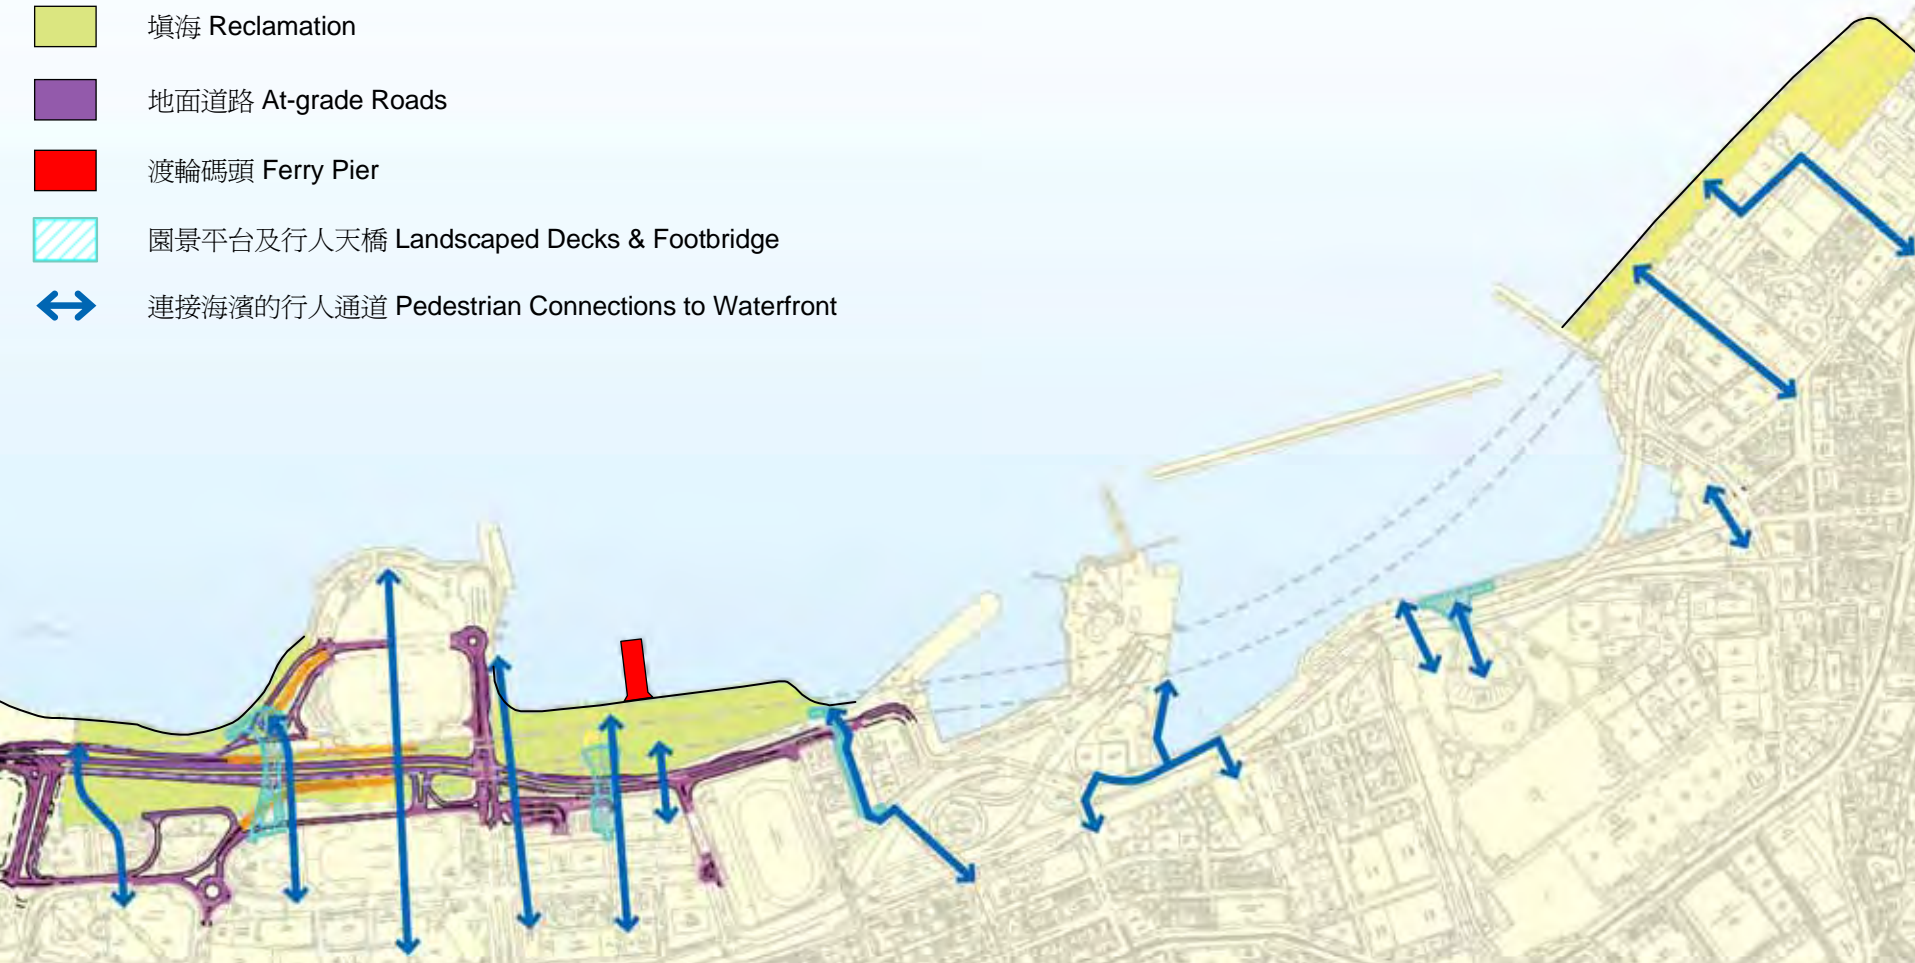 填海 Reclamation
地面道路 At-grade Roads
渡輪碼頭 Ferry Pier
園景平台及行人天橋 Landscaped Decks & Footbridge
連接海濱的行人通道 Pedestrian Connections to Waterfront